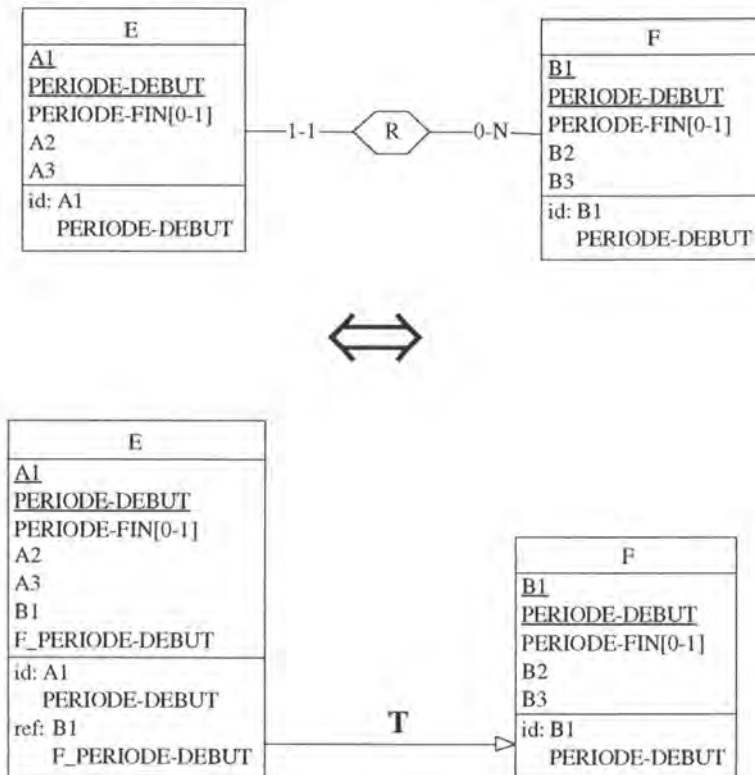 E
A1
PERIODE-DEBUT
PERIODE-FIN[0-1]
A2
A3
id: A1
PERIODE-DEBUT
1-1
R
0-N
F
B1
PERIODE-DEBUT
PERIODE-FIN[0-1]
B2
B3
id: B1
PERIODE-DEBUT
E
A1
PERIODE-DEBUT
PERIODE-FIN[0-1]
A2
A3
B1
F_PERIODE-DEBUT
id: A1
PERIODE-DEBUT
ref: B1
F_PERIODE-DEBUT
T
F
B1
PERIODE-DEBUT
PERIODE-FIN[0-1]
B2
B3
id: B1
PERIODE-DEBUT